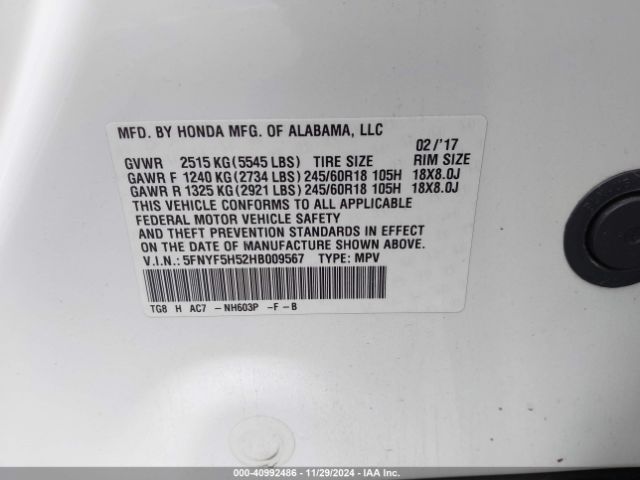 MFD. BY HONDA MFG. OF ALABAMA, LLC 02/'17
GVWR 2515 KG(5545 LBS) TIRE SIZE RIM SIZE
GAWR F 1240 KG(2734 LBS)245/60R18 105H 18X8.0J
GAWR R 1325 KG(2921 LBS)245/60R18 105H 18X8.0J
THIS VEHICLE CONFORMS TO ALL APPLICABLE
FEDERAL MOTOR VEHICLE SAFETY
AND THEFT PREVENTION STANDARDS IN EFFECT
ON THE DATE OF MANUFACTURE SHOWN ABOVE.
V.I.N.: 5FNYF5H52HB009567 TYPE: MPV
TG8 H AC7 -NH603P -F-B
000-40992486 - 11/29/2024 - IAAI.COM